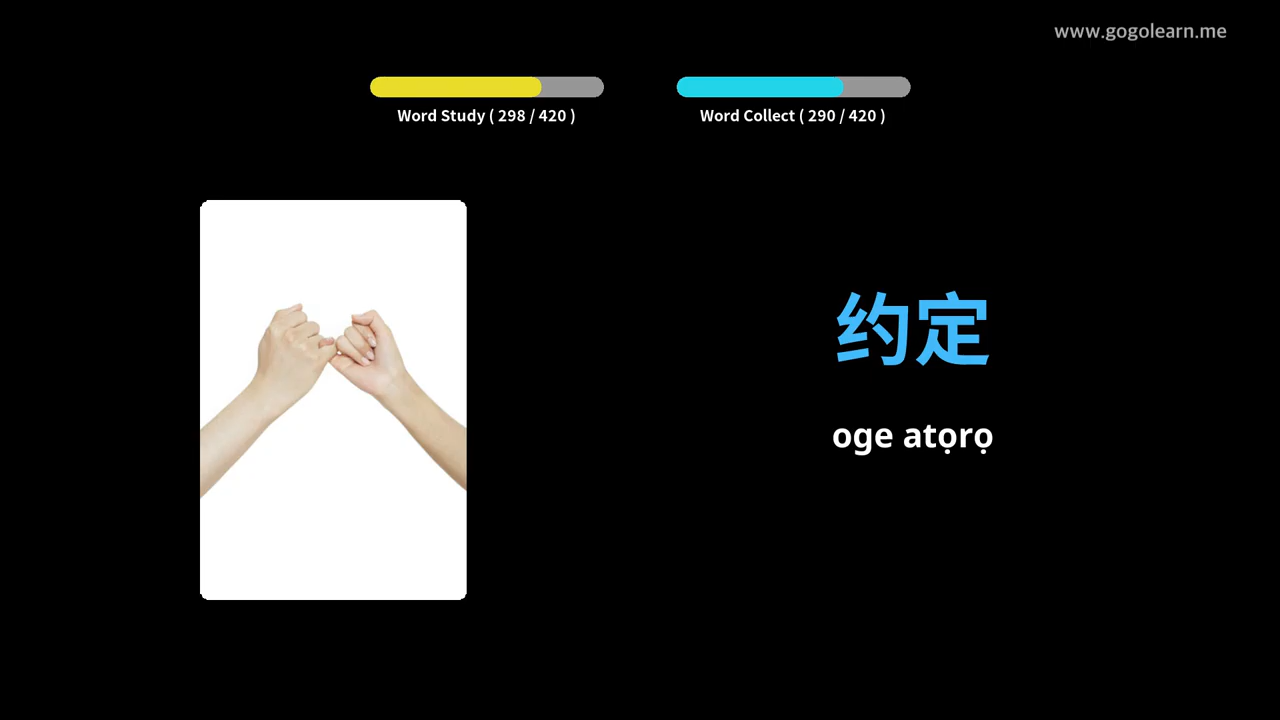 www.gogolearn.me
Word Study ( 298 / 420 )
Word Collect ( 290 / 420 )
约定
oge atọrọ